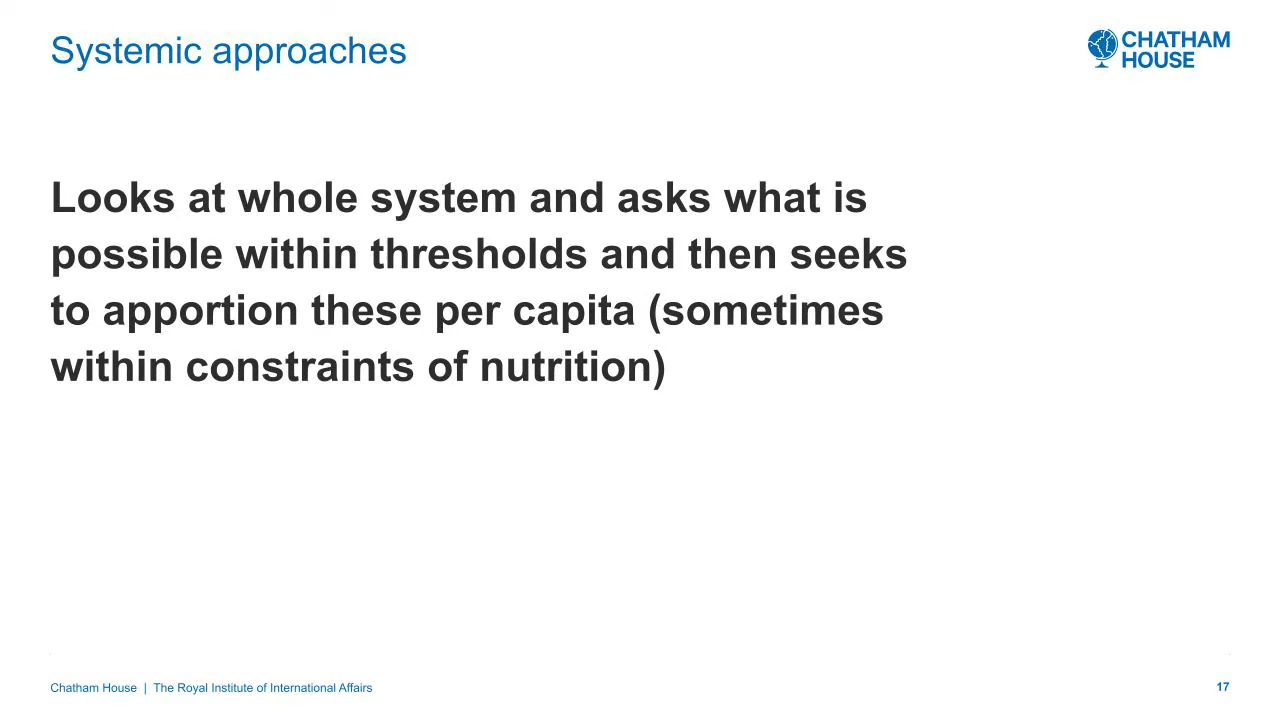 Systemic approaches
CHATHAM
HOUSE
Looks at whole system and asks what is
possible within thresholds and then seeks
to apportion these per capita (sometimes
within constraints of nutrition)
Chatham House | The Royal Institute of International Affairs
17